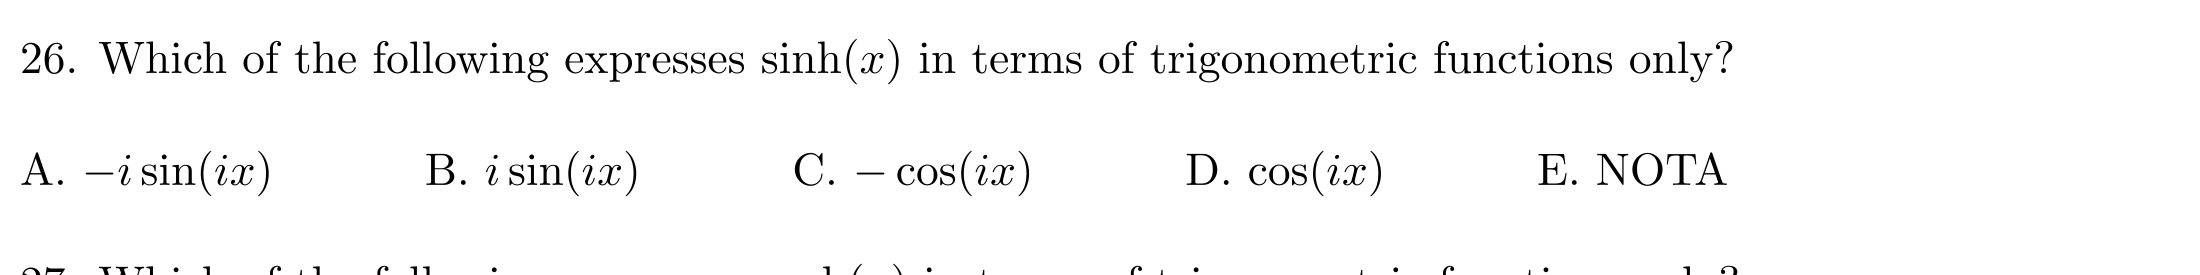 26. Which of the following expresses sinh(x) in terms of trigonometric functions only?
A. −i sin(ix) B. i sin(ix) C. − cos(ix) D. cos(ix) E. NOTA